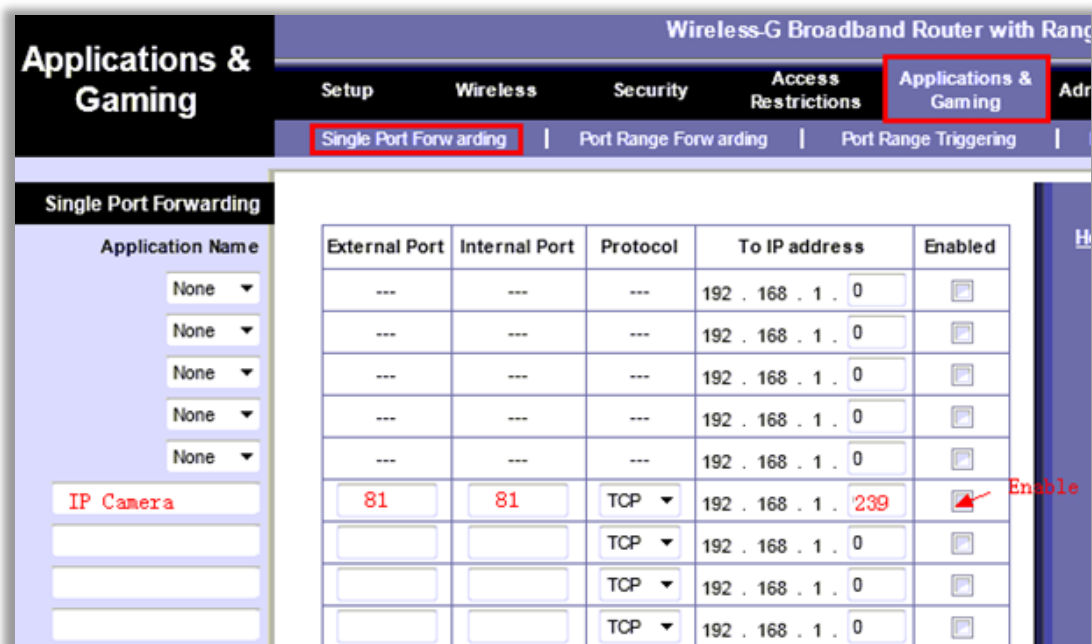 Wireless-G Broadband Router with Rang
Applications &
Gaming
Setup Wireless Security Access Restrictions Applications & Gaming Adr
Single Port Forwarding | Port Range Forwarding | Port Range Triggering |
Single Port Forwarding
Application Name External Port Internal Port Protocol To IP address Enabled
None --- --- --- 192 . 168 . 1 . 0
None --- --- --- 192 . 168 . 1 . 0
None --- --- --- 192 . 168 . 1 . 0
None --- --- --- 192 . 168 . 1 . 0
None --- --- --- 192 . 168 . 1 . 0
IP Camera 81 81 TCP 192 . 168 . 1 . 239 Enable
TCP 192 . 168 . 1 . 0
TCP 192 . 168 . 1 . 0
TCP 192 . 168 . 1 . 0